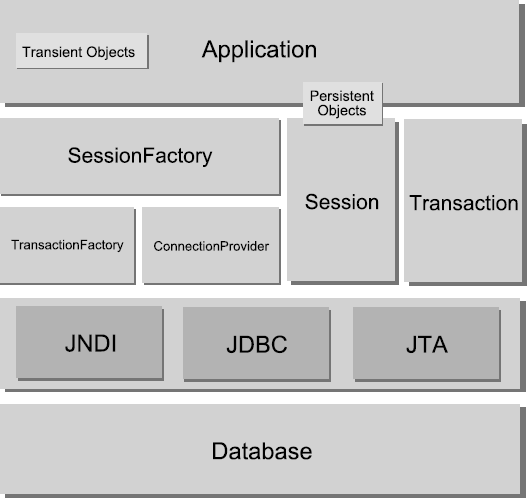 Transient Objects
Application
Persistent
Objects
SessionFactory
Session
Transaction
TransactionFactory
ConnectionProvider
JNDI
JDBC
JTA
Database